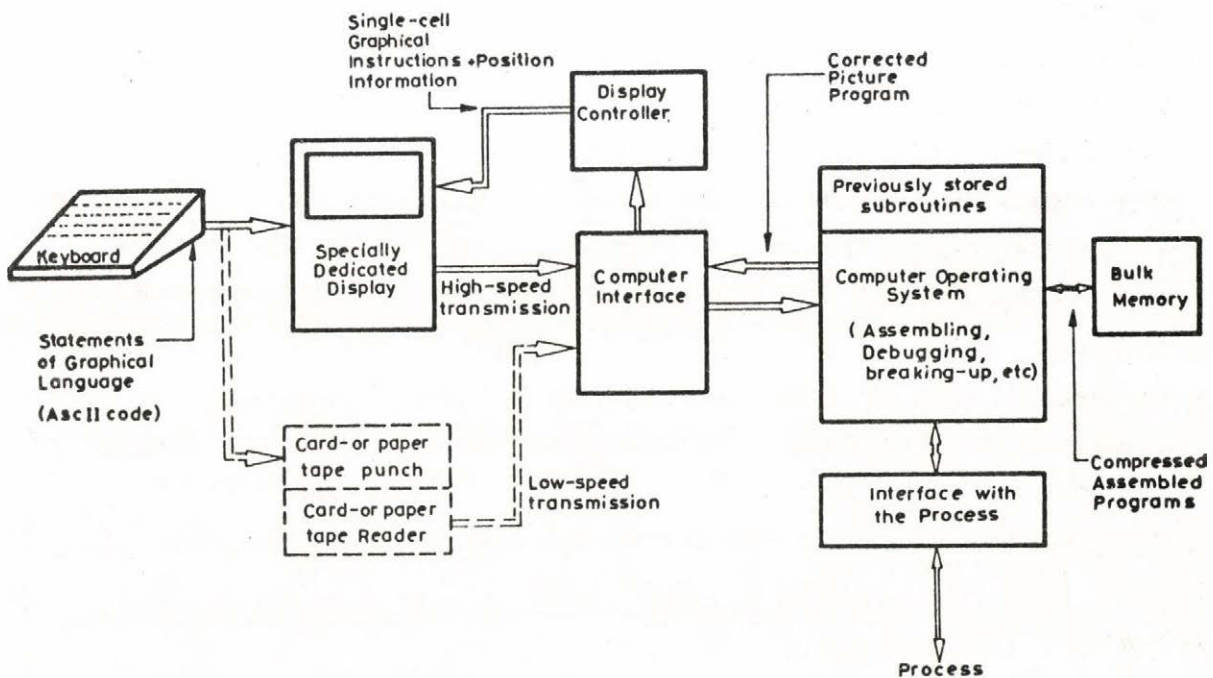 Single-cell
Graphical
Instructions +Position
Information
Display
Controller
Corrected
Picture
Program
Previously stored
subroutines
Keyboard
Specially
Dedicated
Display
High-speed
transmission
Computer
Interface
Computer Operating
System
( Assembling,
Debugging,
breaking-up, etc)
Bulk
Memory
Statements
of Graphical
Language
(AscII code)
Card-or paper
tape punch
Card-or paper
tape Reader
Low-speed
transmission
Interface with
the Process
Compressed
Assembled
Programs
Process